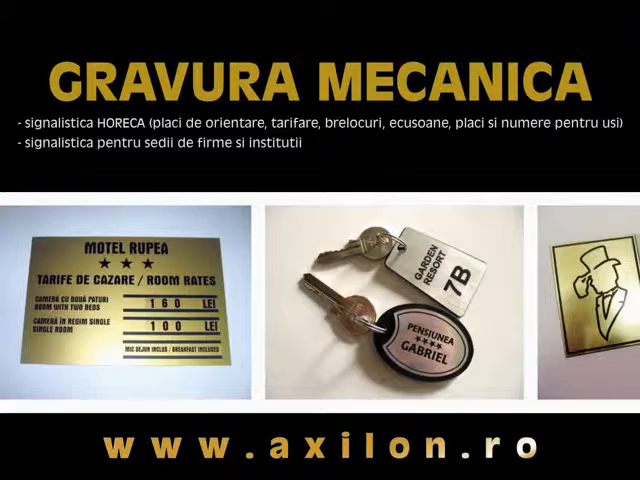 GRAVURA MECANICA
- signalistica HORECA (placi de orientare, tarifare, brelocuri, ecusoane, placi si numere pentru usi)
- signalistica pentru sedii de firme si institutii
MOTEL RUPEA
★ ★ ★
TARIFE DE CAZARE / ROOM RATES
CAMERĂ CU DOUĂ PATURI
ROOM WITH TWO BEDS
160 LEI
CAMERĂ ÎN REGIM SINGLE
SINGLE ROOM
100 LEI
MIC DEJUN INCLUS / BREAKFAST INCLUDED
GARDEN
RESORT
7B
PENSIUNEA
★★★★
GABRIEL
www.axilon.ro